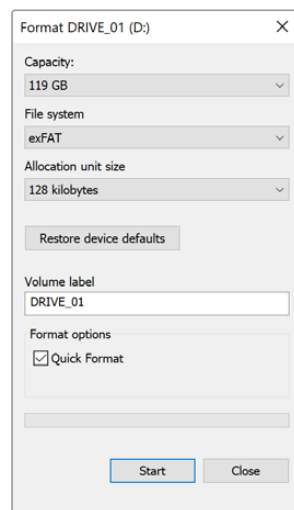 Format DRIVE_01 (D:)
Capacity:
119 GB
File system
exFAT
Allocation unit size
128 kilobytes
Restore device defaults
Volume label
DRIVE_01
Format options
Quick Format
Start Close